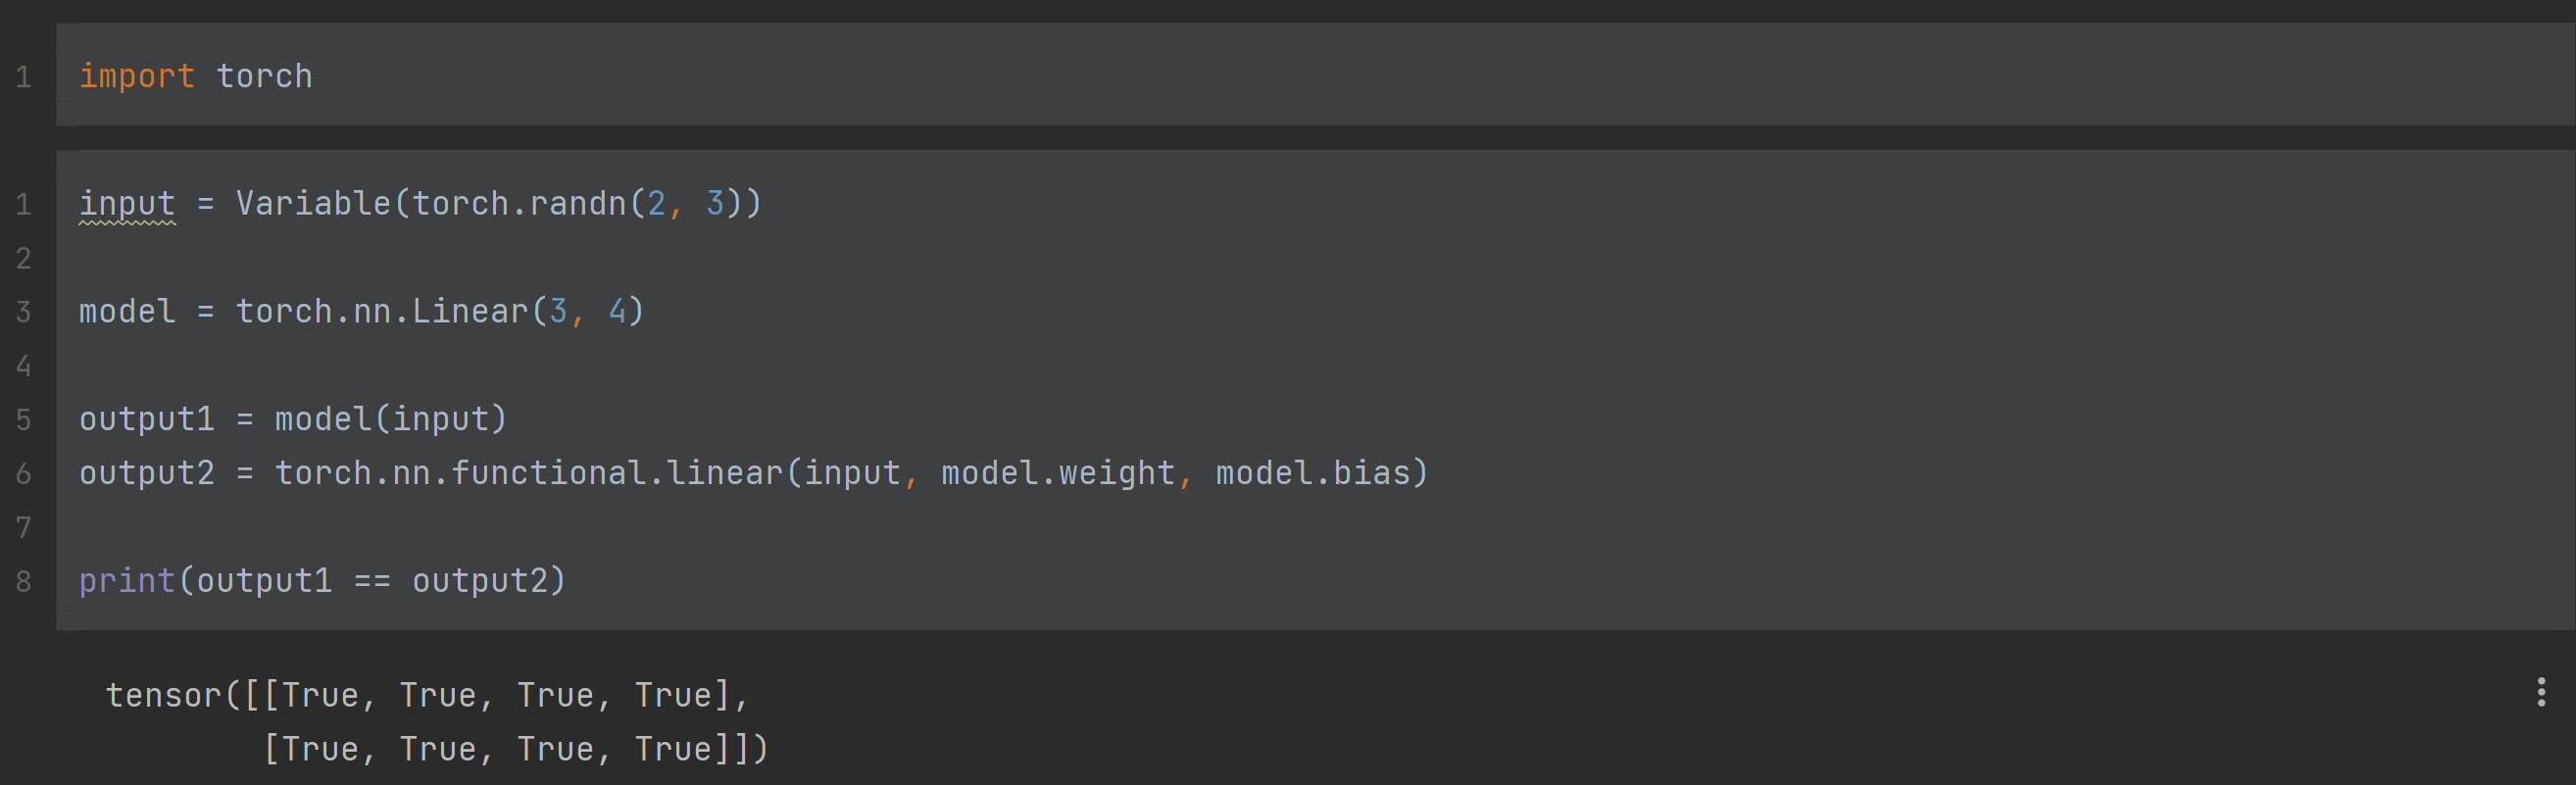 1 import torch
1 input = Variable(torch.randn(2, 3))
2
3 model = torch.nn.Linear(3, 4)
4
5 output1 = model(input)
6 output2 = torch.nn.functional.linear(input, model.weight, model.bias)
7
8 print(output1 == output2)
tensor([[True, True, True, True],
        [True, True, True, True]])